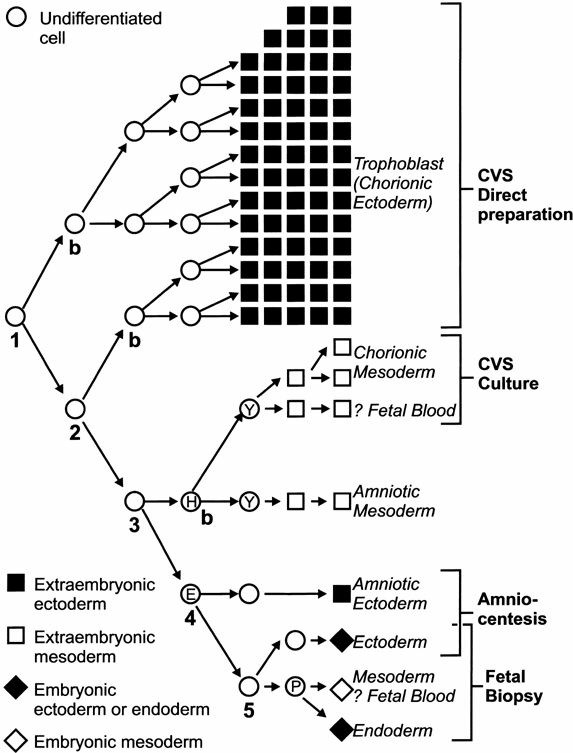 Undifferentiated
cell
Trophoblast
(Chorionic
Ectoderm)
CVS
Direct
preparation
b
b
1
2
Chorionic
Mesoderm
Y
? Fetal Blood
CVS
Culture
3
H
b
Y
Amniotic
Mesoderm
E
4
Amniotic
Ectoderm
Amnio-
centesis
Ectoderm
5
P
Mesoderm
? Fetal Blood
Endoderm
Fetal
Biopsy
Extraembryonic
ectoderm
Extraembryonic
mesoderm
Embryonic
ectoderm or endoderm
Embryonic mesoderm